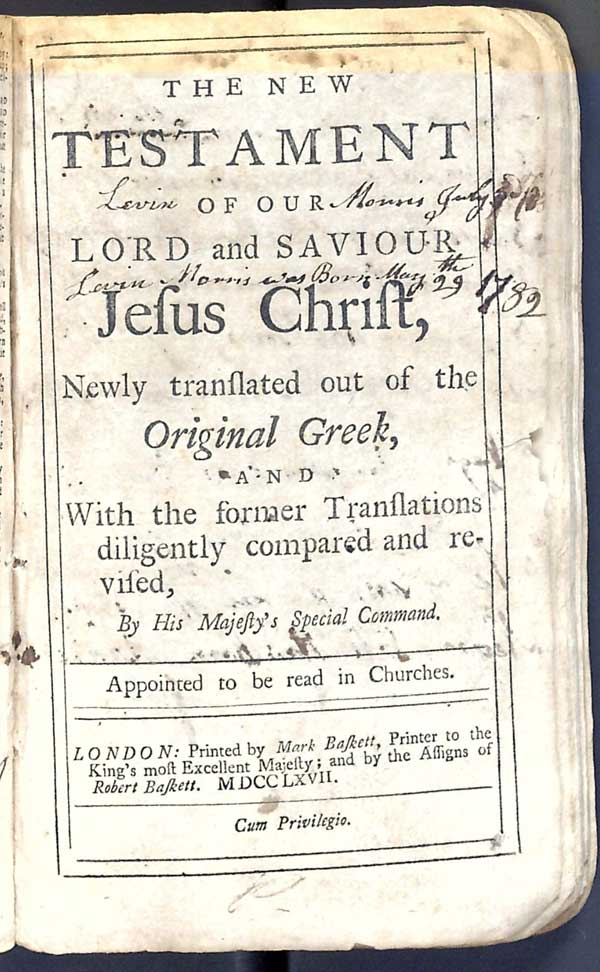 THE NEW
TESTAMENT
Levin OF OUR Morris July
LORD and SAVIOUR
Levin Morris was Born May 29th 1782
Jeſus Chriſt,
Newly tranſlated out of the
Original Greek,
AND
With the former Tranſlations
diligently compared and re-
viſed,
By His Majeſty's Special Command.
Appointed to be read in Churches.
LONDON: Printed by Mark Baſkett, Printer to the
King's moſt Excellent Majeſty; and by the Aſſigns of
Robert Baſkett. MDCCLXVII.
Cum Privilegio.